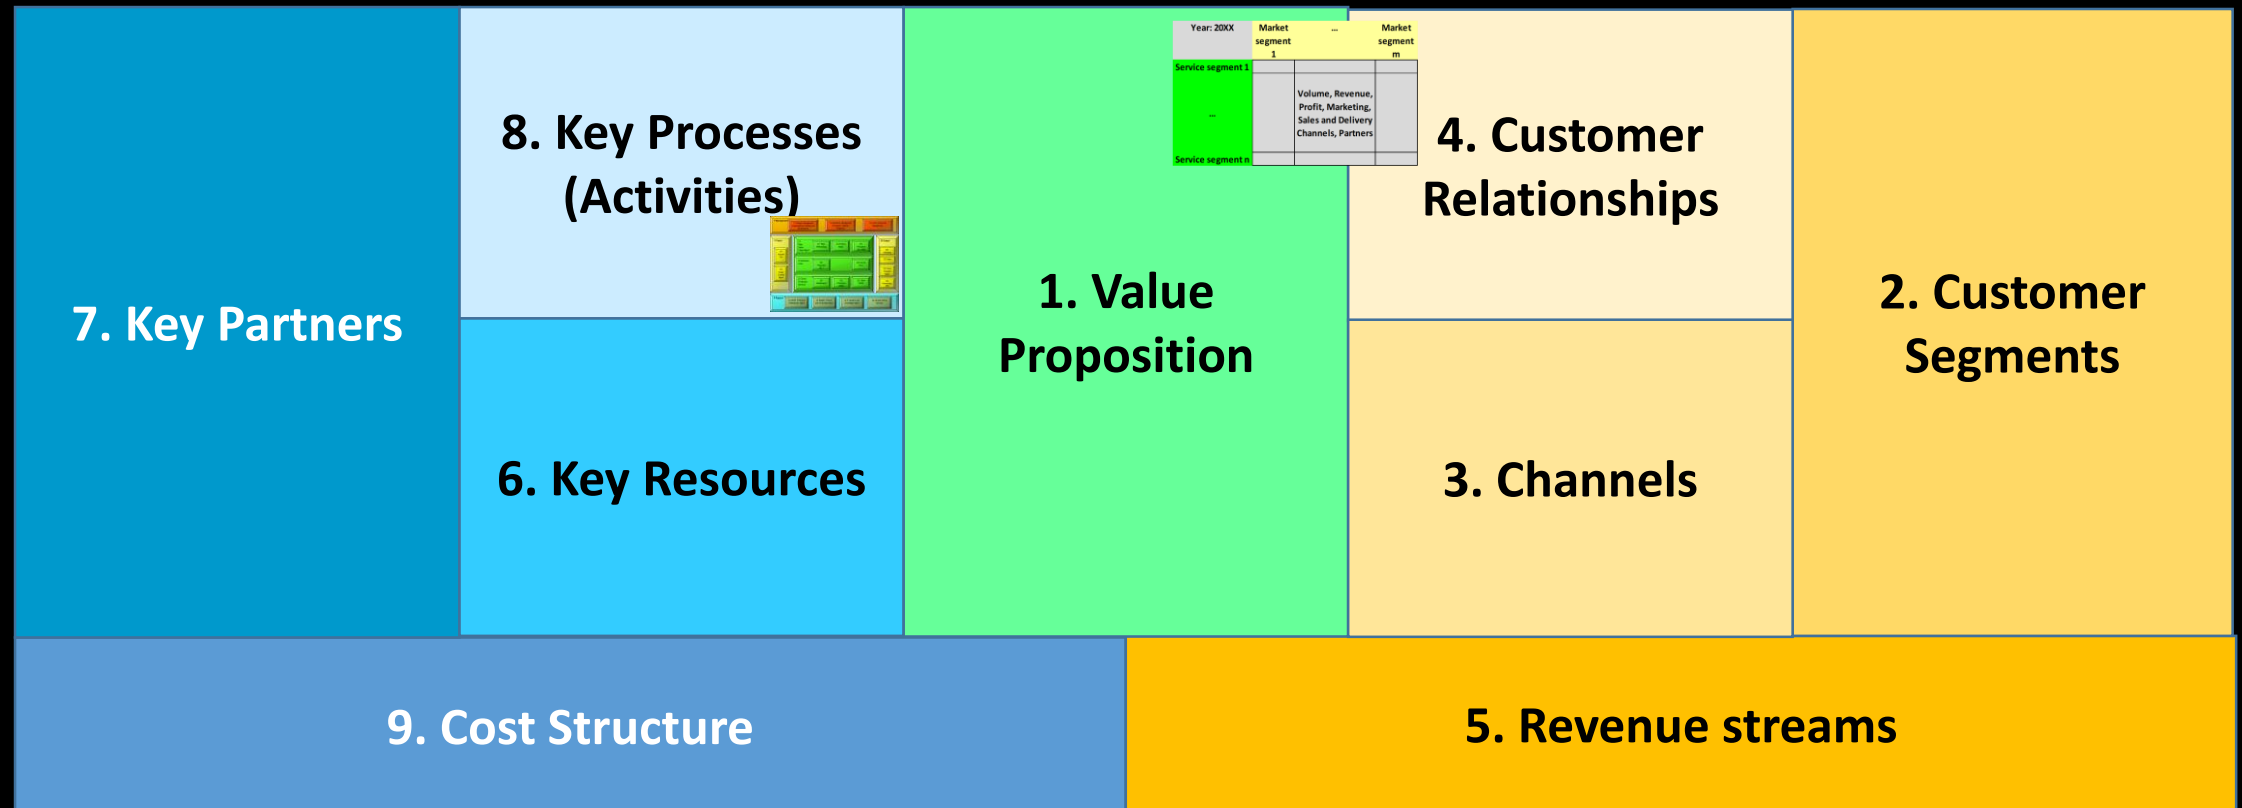 7. Key Partners
8. Key Processes
(Activities)
6. Key Resources
1. Value
Proposition
Year: 20XX
Market
segment
1
...
Market
segment
m
Service segment 1
...
Service segment n
Volume, Revenue,
Profit, Marketing,
Sales and Delivery
Channels, Partners
4. Customer
Relationships
3. Channels
2. Customer
Segments
9. Cost Structure
5. Revenue streams